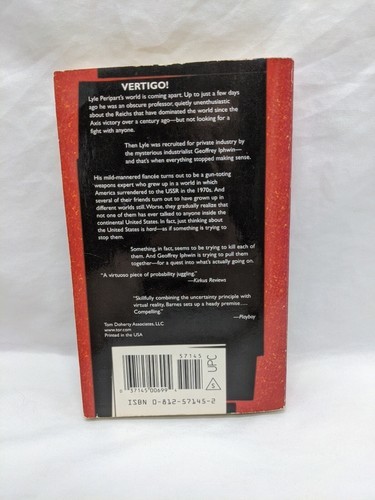 VERTIGO!
Lyle Peripart's world is coming apart. Up to just a few days
ago he was an obscure professor, quietly unenthusiastic
about the Reichs that have dominated the world since the
Axis victory over a century ago—but not looking for a
fight with anyone.
Then Lyle was recruited for private industry by
the mysterious industrialist Geoffrey Iphwin—
and that's when everything stopped making sense.
His mild-mannered fiancée turns out to be a gun-toting
weapons expert who grew up in a world in which
America surrendered to the USSR in the 1970s. And
several of their friends turn out to have grown up in
different worlds still. Worse, they gradually realize that
not one of them has ever talked to anyone inside the
continental United States. In fact, just thinking about
the United States is hard—as if something is trying to
stop them.
Something, in fact, seems to be trying to kill each of
them. And Geoffrey Iphwin is trying to pull them
together—for a quest into what's actually going on.
"A virtuoso piece of probability juggling."
—Kirkus Reviews
"Skillfully combining the uncertainty principle with
virtual reality, Barnes sets up a heady premise. . . .
Compelling."
—Playboy
Tom Doherty Associates, LLC
www.tor.com
Printed in the USA
57145
0 37145 00699
UPC
S
ISBN 0-812-57145-2